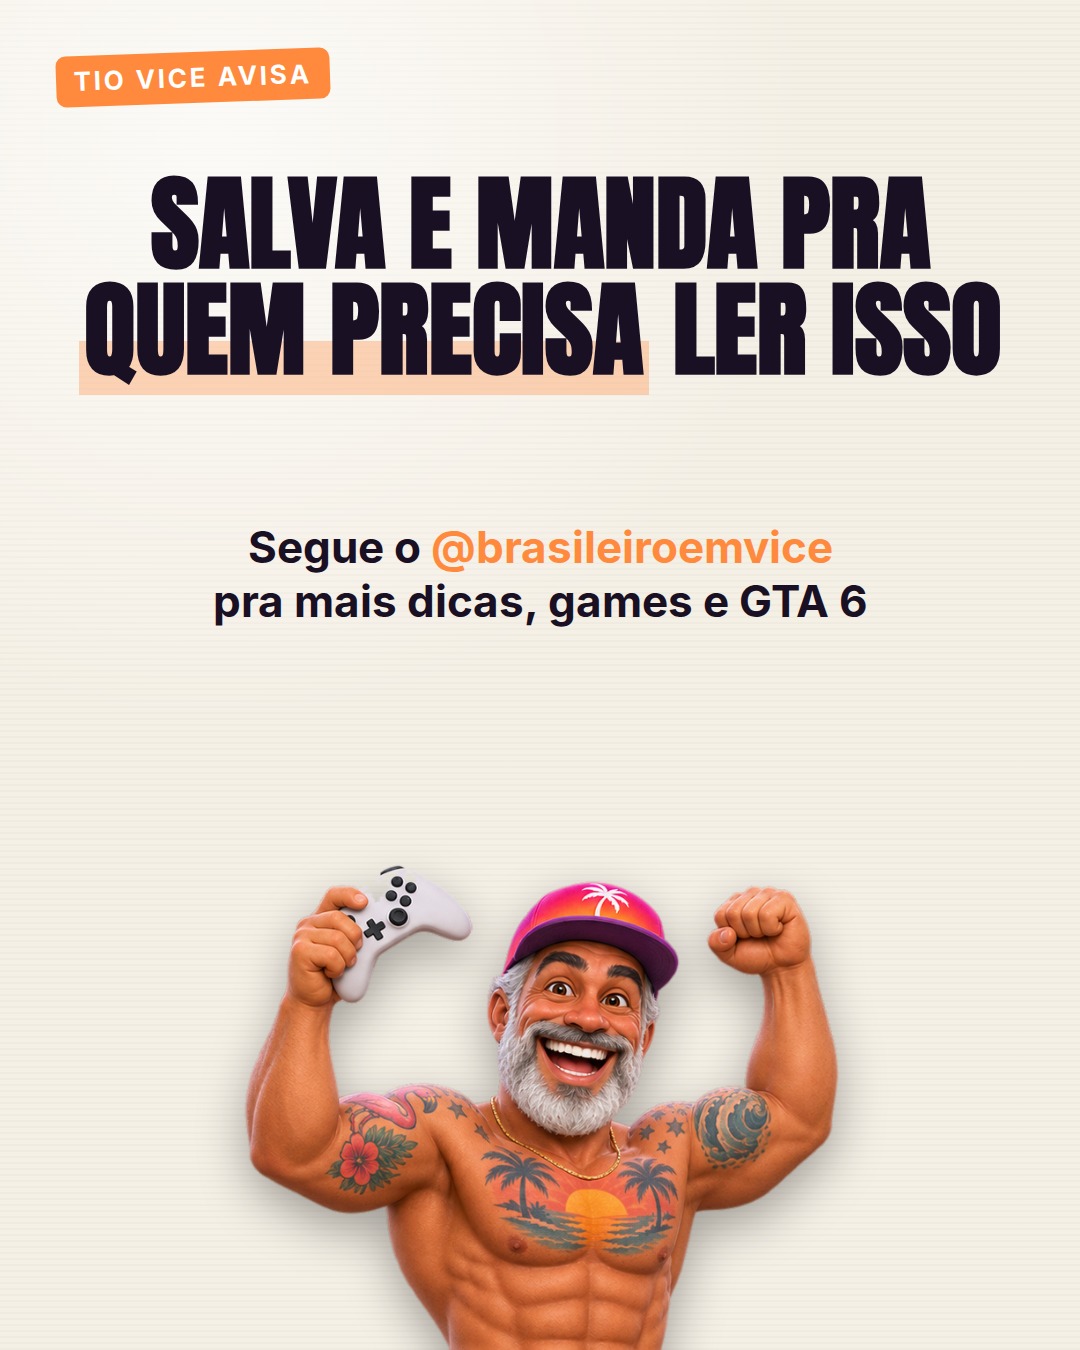 TIO VICE AVISA
SALVA E MANDA PRA
QUEM PRECISA LER ISSO
Segue o @brasileiroemvice
pra mais dicas, games e GTA 6